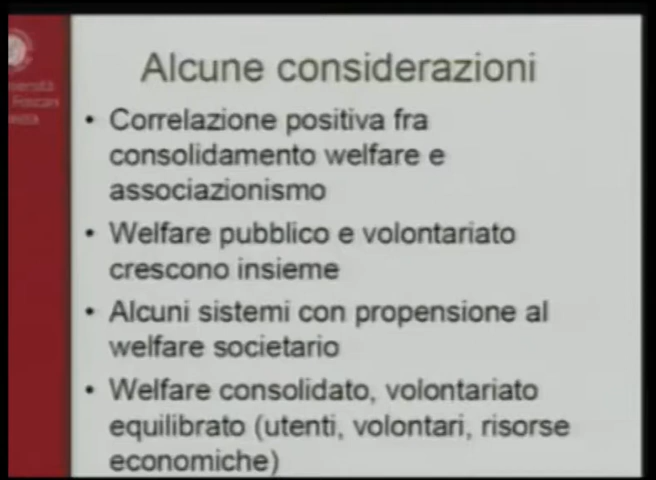 Alcune considerazioni
• Correlazione positiva fra
consolidamento welfare e
associazionismo
• Welfare pubblico e volontariato
crescono insieme
• Alcuni sistemi con propensione al
welfare societario
• Welfare consolidato, volontariato
equilibrato (utenti, volontari, risorse
economiche)